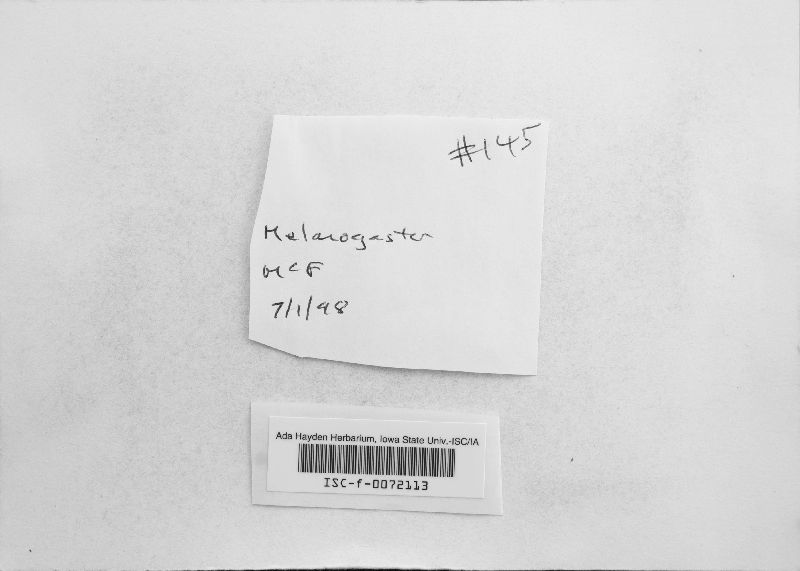 #145
Melanogaster
McF
7/1/98
Ada Hayden Herbarium, Iowa State Univ.-ISC/IA
ISC-f-0072113